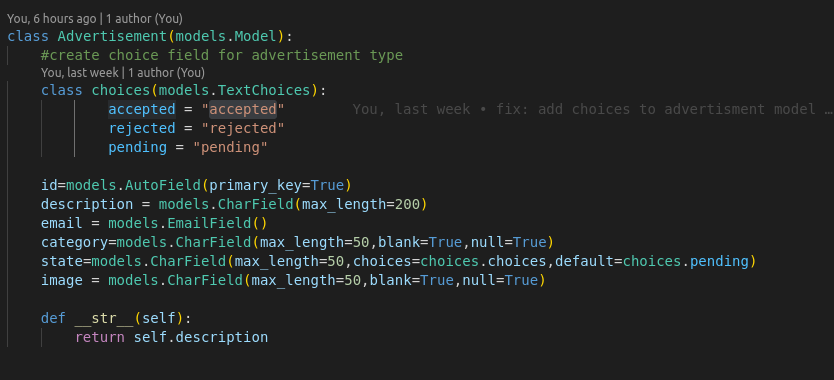 You, 6 hours ago | 1 author (You)
class Advertisement(models.Model):
    #create choice field for advertisement type
    You, last week | 1 author (You)
    class choices(models.TextChoices):
            accepted = "accepted"        You, last week • fix: add choices to advertisment model …
            rejected = "rejected"
            pending = "pending"

    id=models.AutoField(primary_key=True)
    description = models.CharField(max_length=200)
    email = models.EmailField()
    category=models.CharField(max_length=50,blank=True,null=True)
    state=models.CharField(max_length=50,choices=choices.choices,default=choices.pending)
    image = models.CharField(max_length=50,blank=True,null=True)

    def __str__(self):
        return self.description